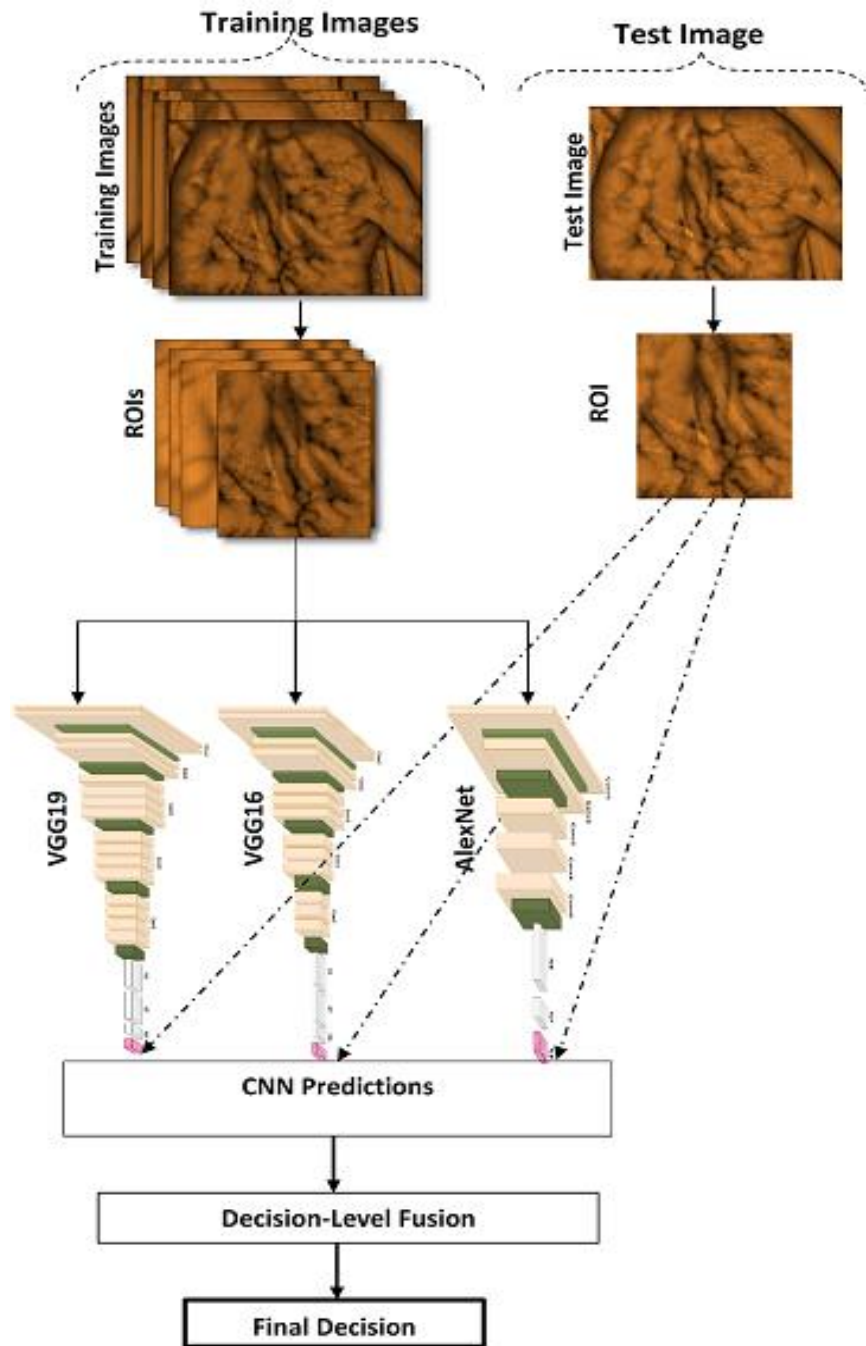 Training Images
Test Image
Training Images
Test Image
ROIs
ROI
VGG19
VGG16
AlexNet
CNN Predictions
Decision-Level Fusion
Final Decision